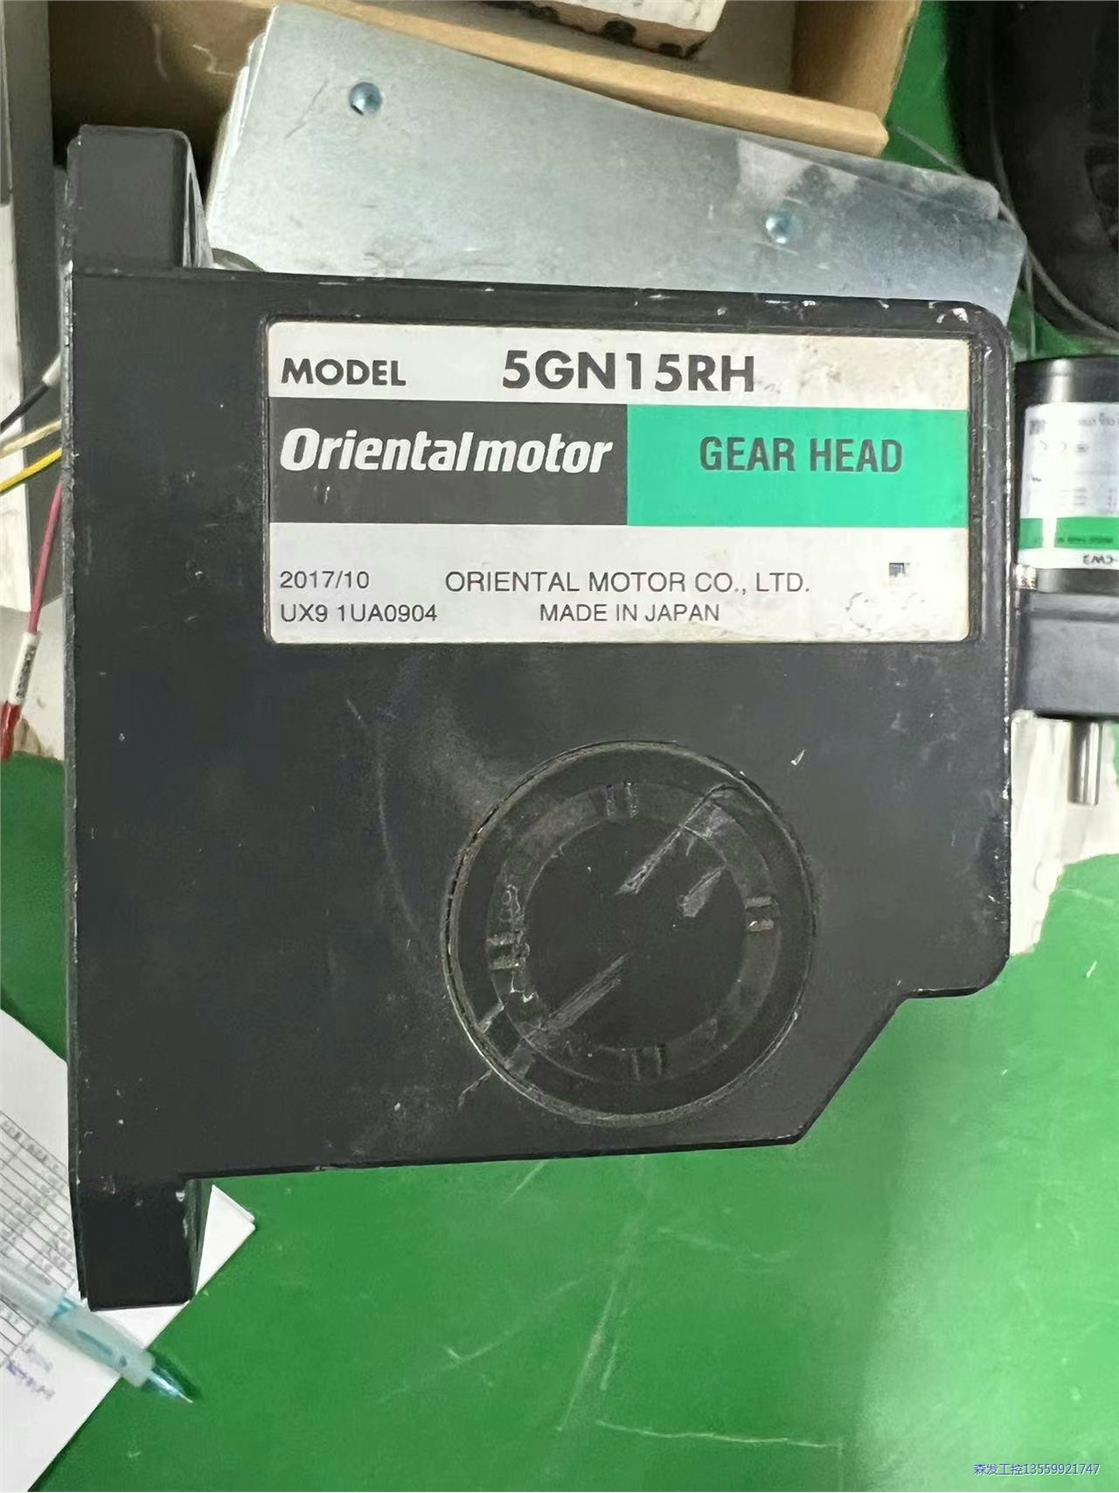 MODEL 5GN15RH
Orientalmotor
GEAR HEAD
2017/10 ORIENTAL MOTOR CO., LTD.
UX9 1UA0904 MADE IN JAPAN
森发工控13559921747